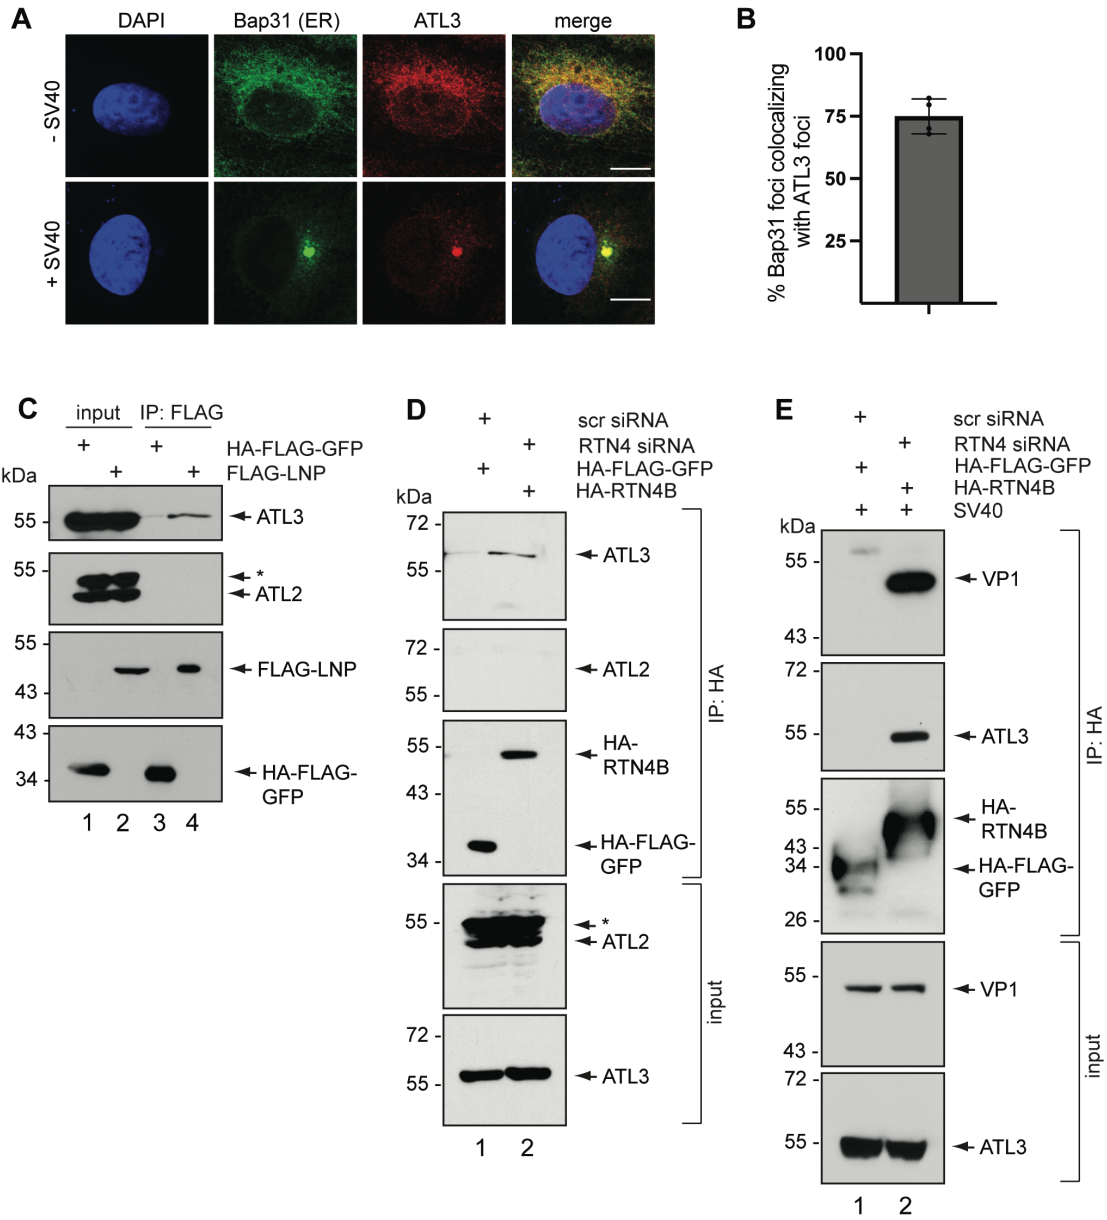 A
DAPI
Bap31 (ER)
ATL3
merge
- SV40
+ SV40
B
% Bap31 foci colocalizing
with ATL3 foci
100
75
50
25
C
input
IP: FLAG
+ +
HA-FLAG-GFP
+ +
FLAG-LNP
kDa
55 -
ATL3
55 -
*
ATL2
55 -
FLAG-LNP
43 -
43 -
34 -
HA-FLAG-
GFP
1 2 3 4
D
+
scr siRNA
+
RTN4 siRNA
+
HA-FLAG-GFP
+
HA-RTN4B
kDa
72 -
ATL3
55 -
72 -
ATL2
55 -
55 -
HA-
RTN4B
43 -
HA-FLAG-
GFP
34 -
IP: HA
55 -
*
ATL2
72 -
55 -
ATL3
input
1 2
E
+
scr siRNA
+
RTN4 siRNA
+
HA-FLAG-GFP
+
HA-RTN4B
+ +
SV40
kDa
55 -
VP1
43 -
72 -
55 -
ATL3
55 -
HA-
RTN4B
43 -
34 -
HA-FLAG-
GFP
26 -
IP: HA
55 -
VP1
43 -
72 -
55 -
ATL3
input
1 2